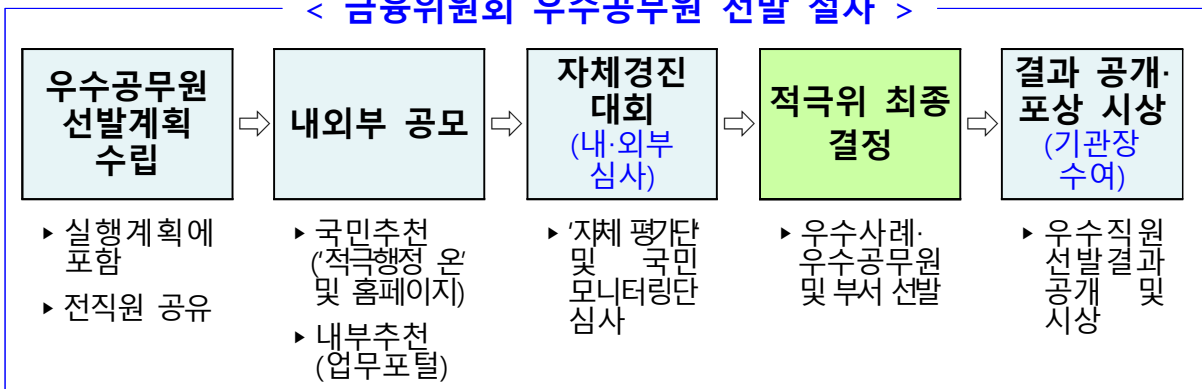 < 금융위원회 우수공무원 선발 절차 >
우수공무원
선발계획
수립
⇨
내외부 공모
⇨
자체경진
대회
(내·외부
심사)
⇨
적극위 최종
결정
⇨
결과 공개·
포상 시상
(기관장
수여)
▸ 실행계획에
포함
▸ 전직원 공유
▸ 국민추천
('적극행정 온'
및 홈페이지)
▸ 내부추천
(업무포털)
▸ '자체 평가단'
및 국민
모니터링단
심사
▸ 우수사례·
우수공무원
및 부서 선발
▸ 우수직원
선발결과
공개 및
시상